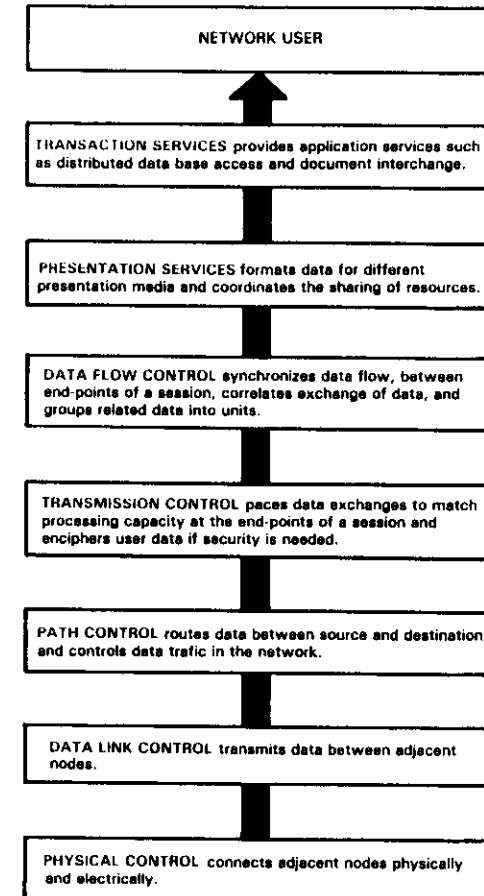 NETWORK USER
TRANSACTION SERVICES provides application services such
as distributed data base access and document interchange.
PRESENTATION SERVICES formats data for different
presentation media and coordinates the sharing of resources.
DATA FLOW CONTROL synchronizes data flow, between
end-points of a session, correlates exchange of data, and
groups related data into units.
TRANSMISSION CONTROL paces data exchanges to match
processing capacity at the end-points of a session and
enciphers user data if security is needed.
PATH CONTROL routes data between source and destination
and controls data trafic in the network.
DATA LINK CONTROL transmits data between adjacent
nodes.
PHYSICAL CONTROL connects adjacent nodes physically
and electrically.